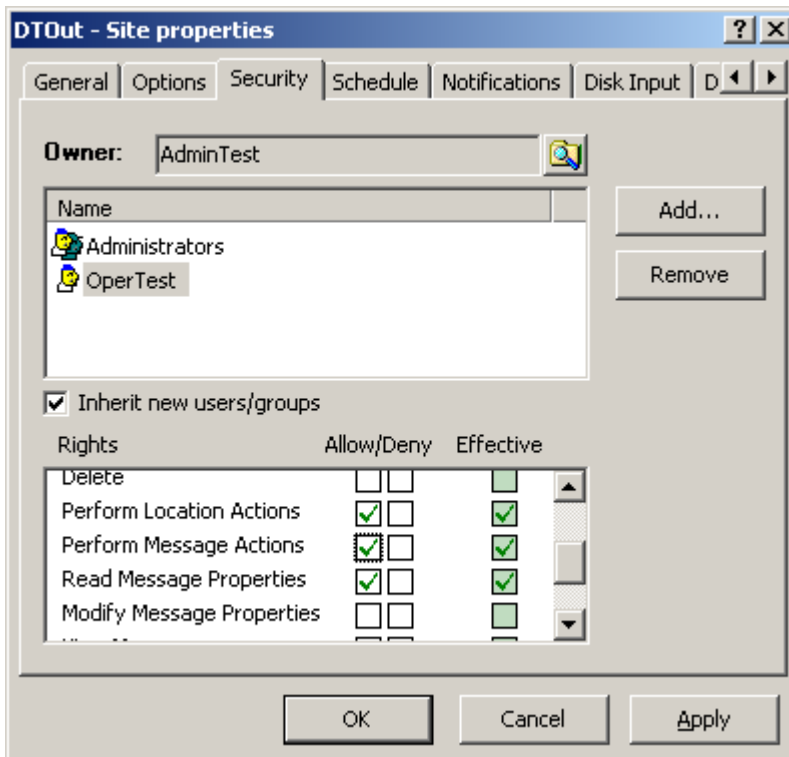 DTOut - Site properties
General Options Security Schedule Notifications Disk Input D
Owner: AdminTest
Name
Add...
Administrators
OperTest
Remove
Inherit new users/groups
Rights Allow/Deny Effective
Delete
Perform Location Actions
Perform Message Actions
Read Message Properties
Modify Message Properties
OK Cancel Apply